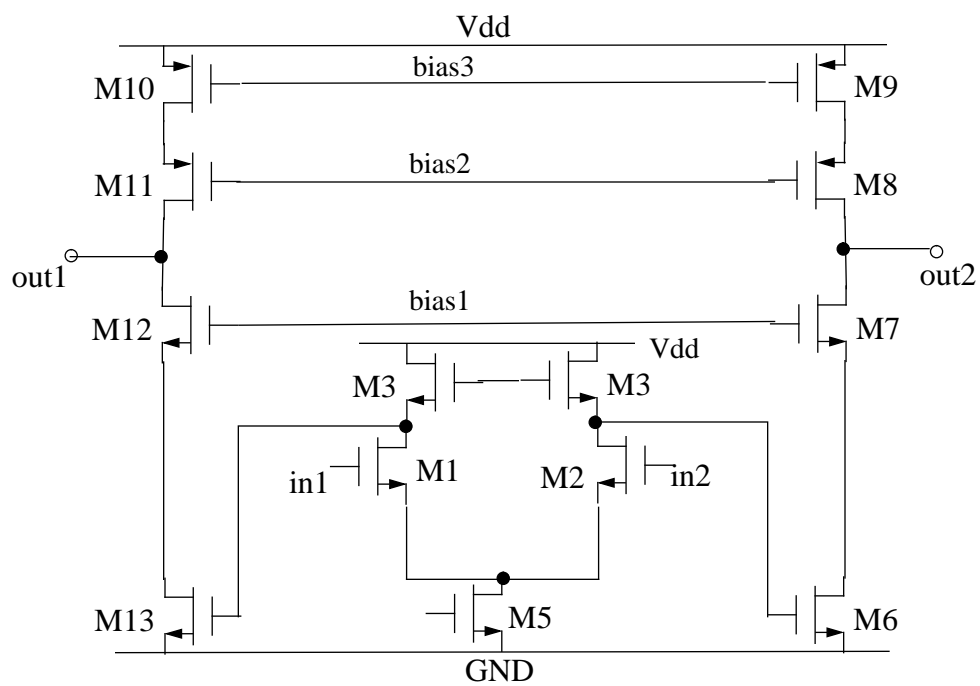 Vdd
M10
bias3
M9
M11
bias2
M8
out1
out2
M12
bias1
M7
Vdd
M3
M3
in1
M1
M2
in2
M13
M5
M6
GND